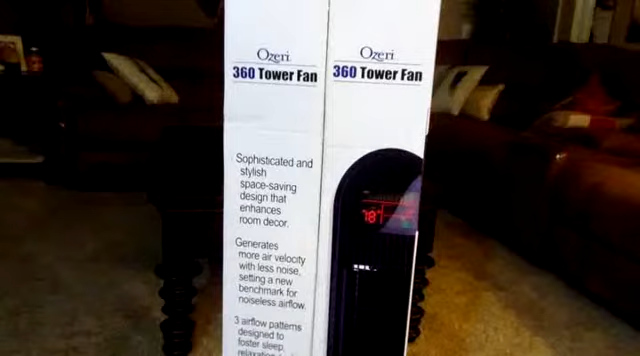 Ozeri
360 Tower Fan
Sophisticated and
stylish
space-saving
design that
enhances
room decor.
Generates
more air velocity
with less noise,
setting a new
benchmark for
noiseless airflow.
3 airflow patterns
designed to
foster sleep,
Ozeri
360 Tower Fan
78°